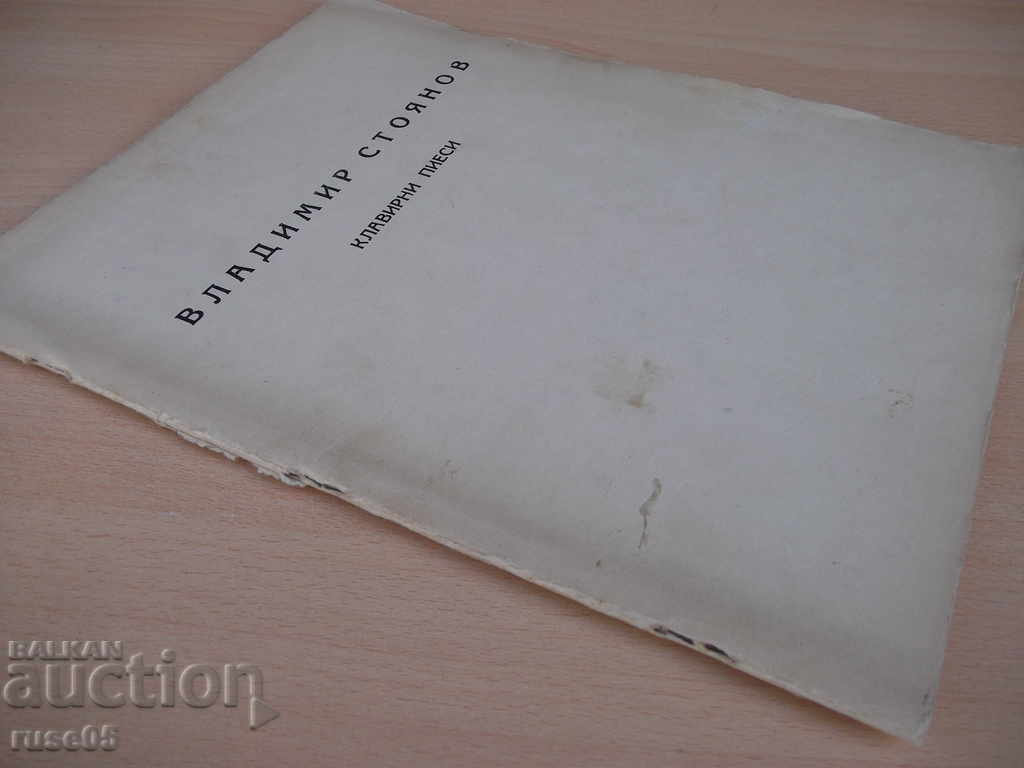 ВЛАДИМИР СТОЯНОВ
КЛАВИРНИ ПИЕСИ
BALKAN
auction
ruse05